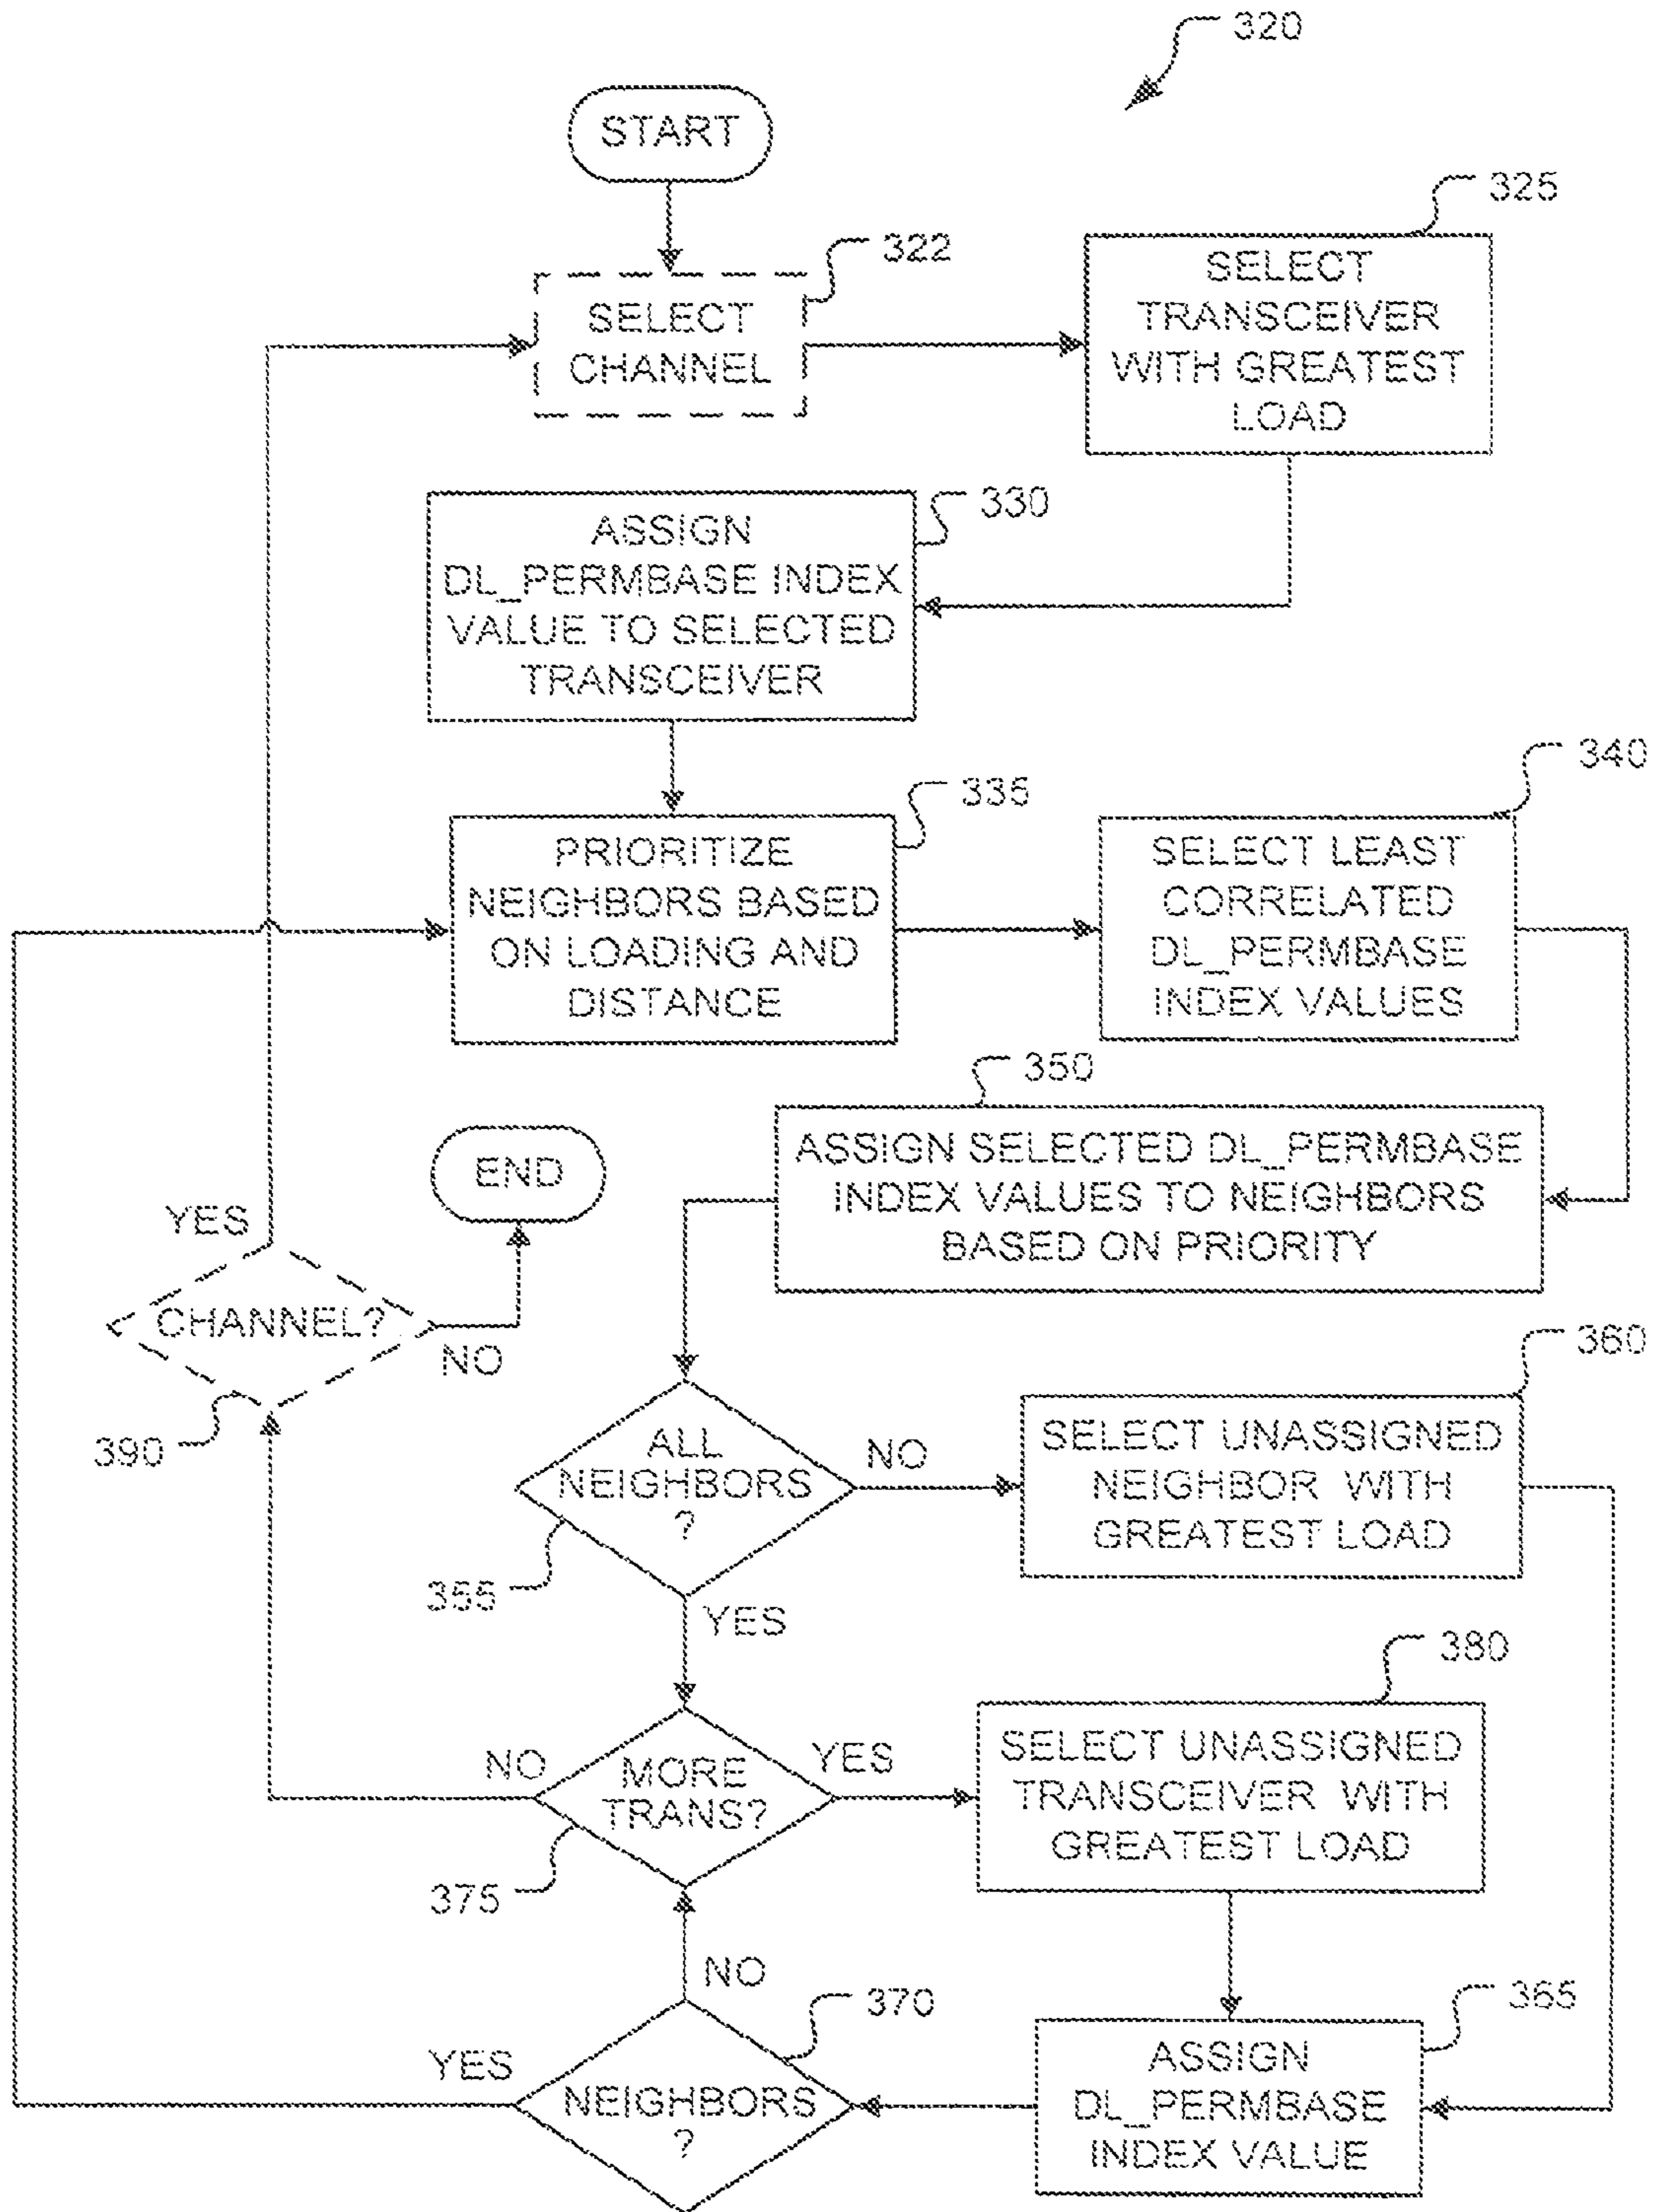 320
START
322
SELECT
CHANNEL
325
SELECT
TRANSCEIVER
WITH GREATEST
LOAD
330
ASSIGN
DL_PERMBASE INDEX
VALUE TO SELECTED
TRANSCEIVER
335
PRIORITIZE
NEIGHBORS BASED
ON LOADING AND
DISTANCE
340
SELECT LEAST
CORRELATED
DL_PERMBASE
INDEX VALUES
350
ASSIGN SELECTED DL_PERMBASE
INDEX VALUES TO NEIGHBORS
BASED ON PRIORITY
END
YES
CHANNEL?
NO
390
355
ALL
NEIGHBORS
?
NO
YES
360
SELECT UNASSIGNED
NEIGHBOR WITH
GREATEST LOAD
NO
MORE
TRANS?
YES
375
380
SELECT UNASSIGNED
TRANSCEIVER WITH
GREATEST LOAD
NO
370
YES
NEIGHBORS
?
365
ASSIGN
DL_PERMBASE
INDEX VALUE